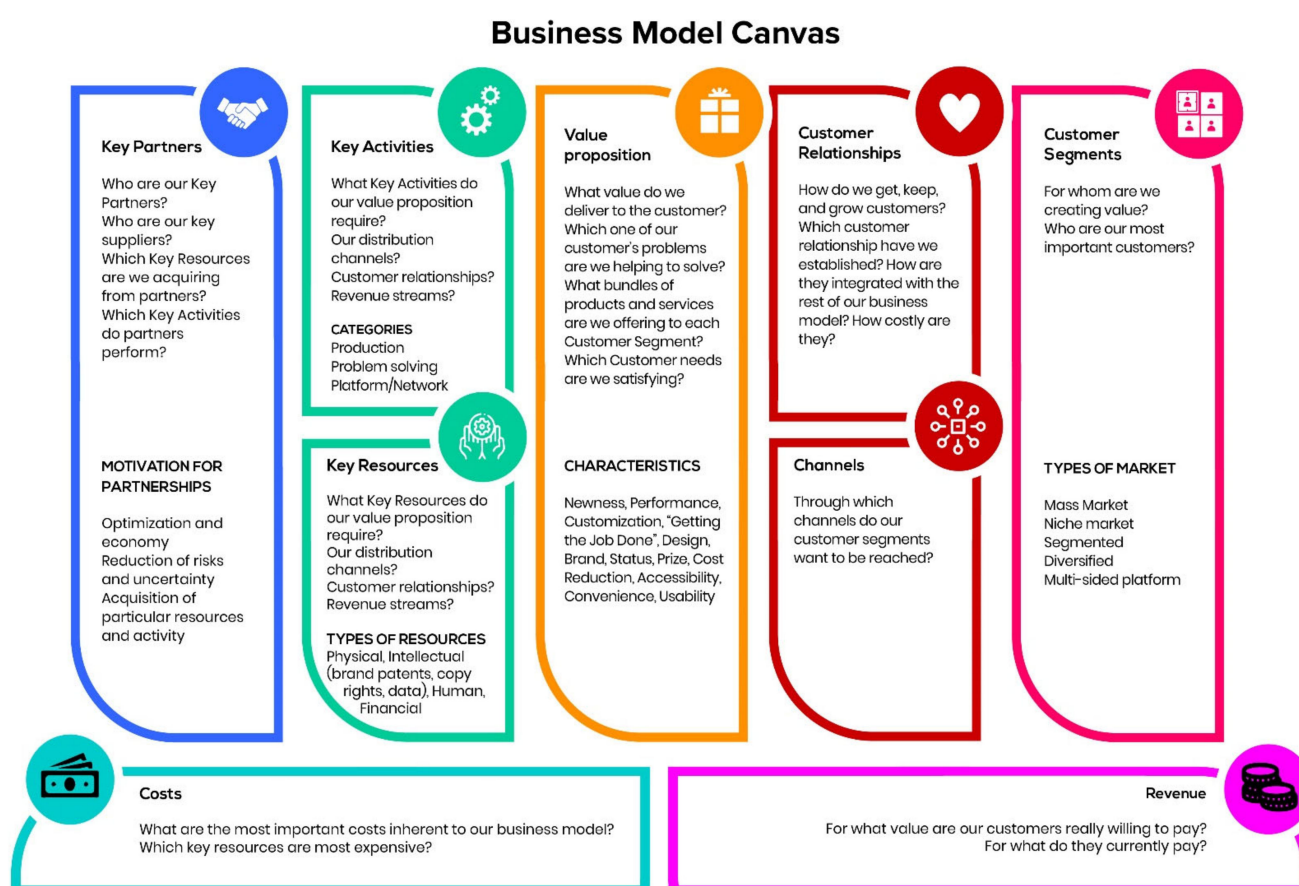 Business Model Canvas
Key Partners
Who are our Key
Partners?
Who are our key
suppliers?
Which Key Resources
are we acquiring
from partners?
Which Key Activities
do partners
perform?
MOTIVATION FOR
PARTNERSHIPS
Optimization and
economy
Reduction of risks
and uncertainty
Acquisition of
particular resources
and activity
Key Activities
What Key Activities do
our value proposition
require?
Our distribution
channels?
Customer relationships?
Revenue streams?
CATEGORIES
Production
Problem solving
Platform/Network
Key Resources
What Key Resources do
our value proposition
require?
Our distribution
channels?
Customer relationships?
Revenue streams?
TYPES OF RESOURCES
Physical, Intellectual
(brand patents, copy
rights, data), Human,
Financial
Value
proposition
What value do we
deliver to the customer?
Which one of our
customer's problems
are we helping to solve?
What bundles of
products and services
are we offering to each
Customer Segment?
Which Customer needs
are we satisfying?
CHARACTERISTICS
Newness, Performance,
Customization, "Getting
the Job Done", Design,
Brand, Status, Prize, Cost
Reduction, Accessibility,
Convenience, Usability
Customer
Relationships
How do we get, keep,
and grow customers?
Which customer
relationship have we
established? How are
they integrated with the
rest of our business
model? How costly are
they?
Channels
Through which
channels do our
customer segments
want to be reached?
Customer
Segments
For whom are we
creating value?
Who are our most
important customers?
TYPES OF MARKET
Mass Market
Niche market
Segmented
Diversified
Multi-sided platform
Costs
What are the most important costs inherent to our business model?
Which key resources are most expensive?
Revenue
For what value are our customers really willing to pay?
For what do they currently pay?